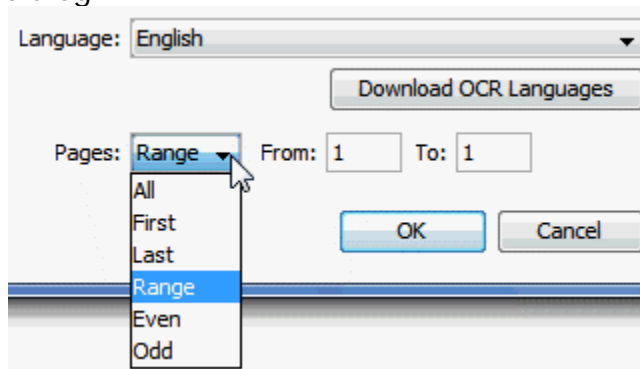 Language: English
Download OCR Languages
Pages: Range From: 1 To: 1
All
First
OK Cancel
Last
Range
Even
Odd